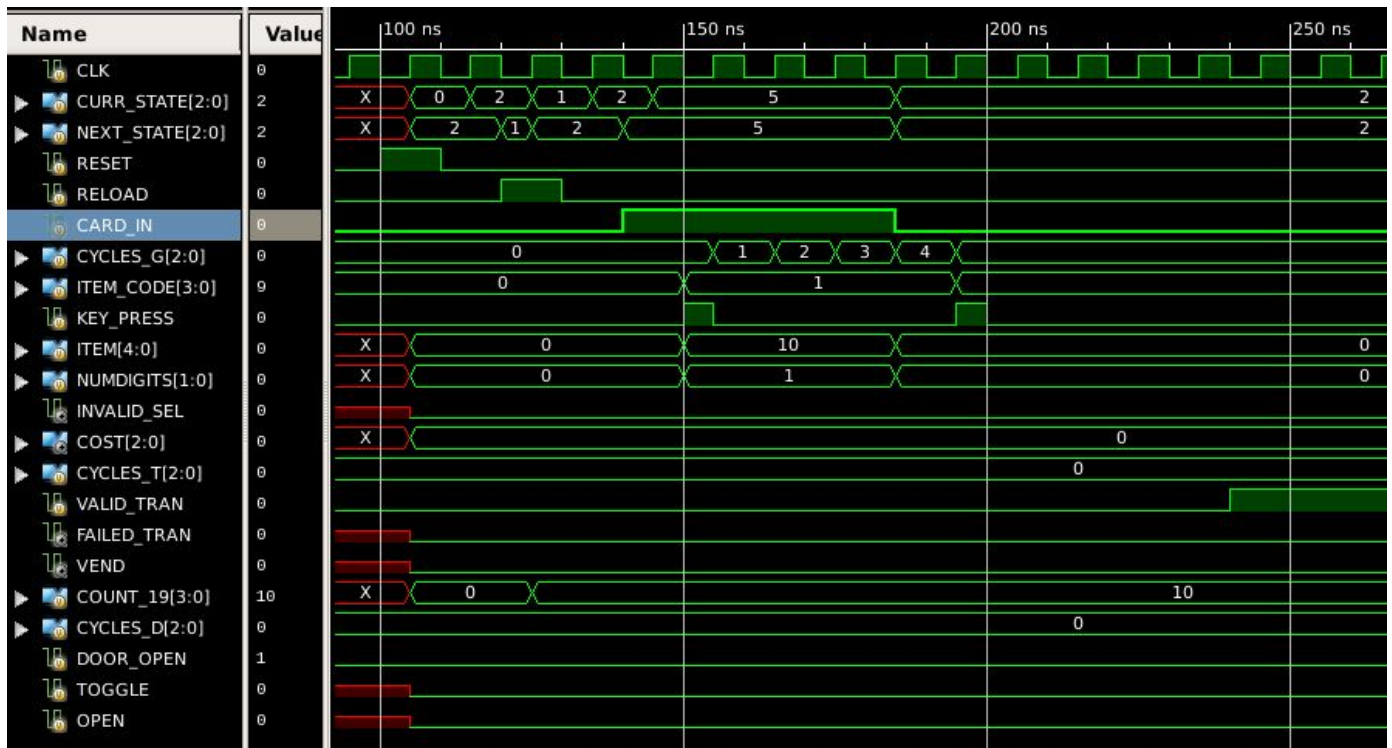 Name Value 100 ns 150 ns 200 ns 250 ns
CLK 0
CURR_STATE[2:0] 2 X 0 2 1 2 5 2
NEXT_STATE[2:0] 2 X 2 1 2 5 2
RESET 0
RELOAD 0
CARD_IN 0
CYCLES_G[2:0] 0 0 1 2 3 4
ITEM_CODE[3:0] 9 0 1
KEY_PRESS 0
ITEM[4:0] 0 X 0 10 0
NUMDIGITS[1:0] 0 X 0 1 0
INVALID_SEL 0
COST[2:0] 0 X 0
CYCLES_T[2:0] 0 0
VALID_TRAN 0
FAILED_TRAN 0
VEND 0
COUNT_19[3:0] 10 X 0 10
CYCLES_D[2:0] 0 0
DOOR_OPEN 1
TOGGLE 0
OPEN 0